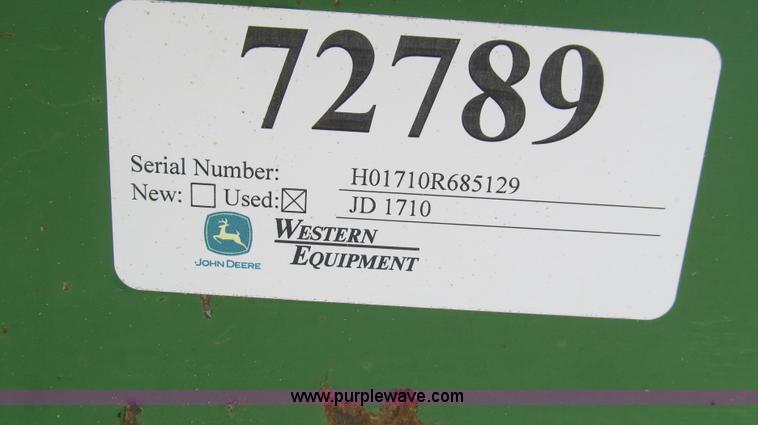 72789
Serial Number: H01710R685129
New: Used: JD 1710
JOHN DEERE
WESTERN
EQUIPMENT
www.purplewave.com